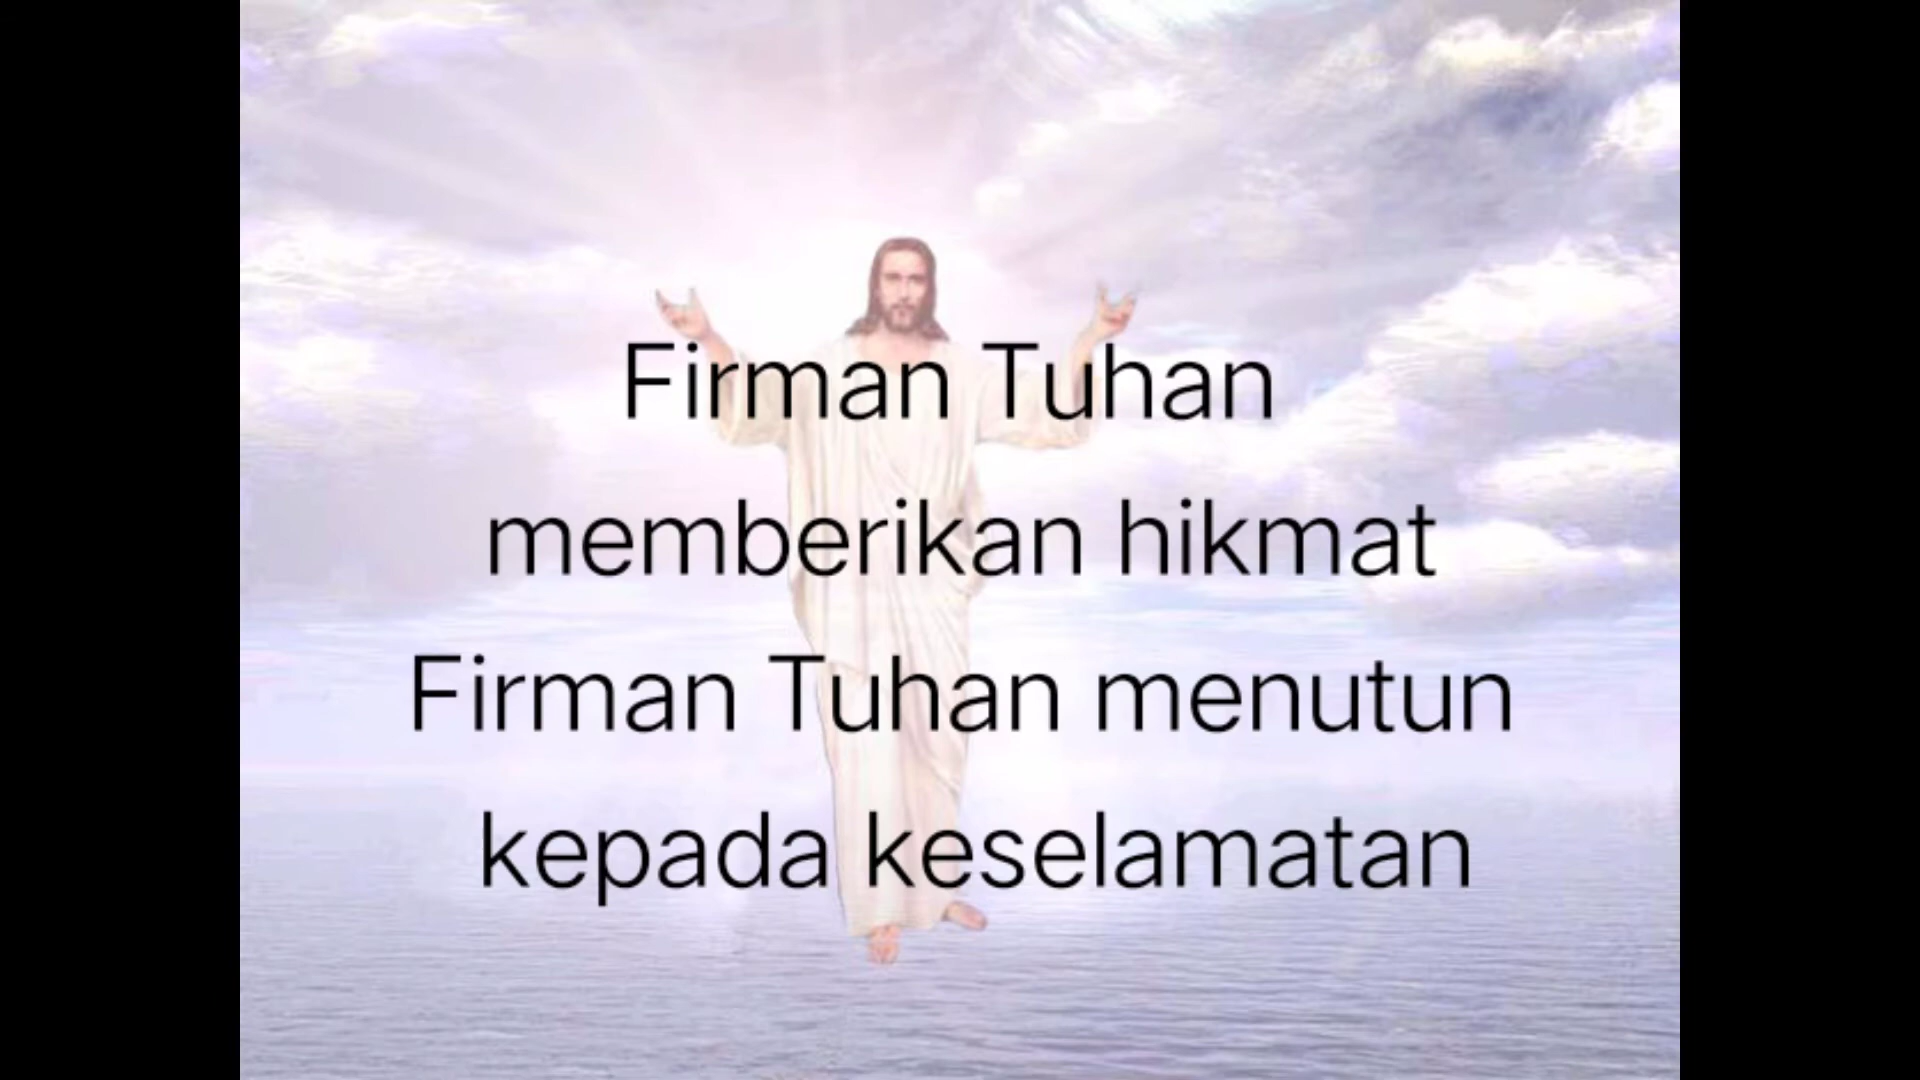 Firman Tuhan
memberikan hikmat
Firman Tuhan menutun
kepada keselamatan